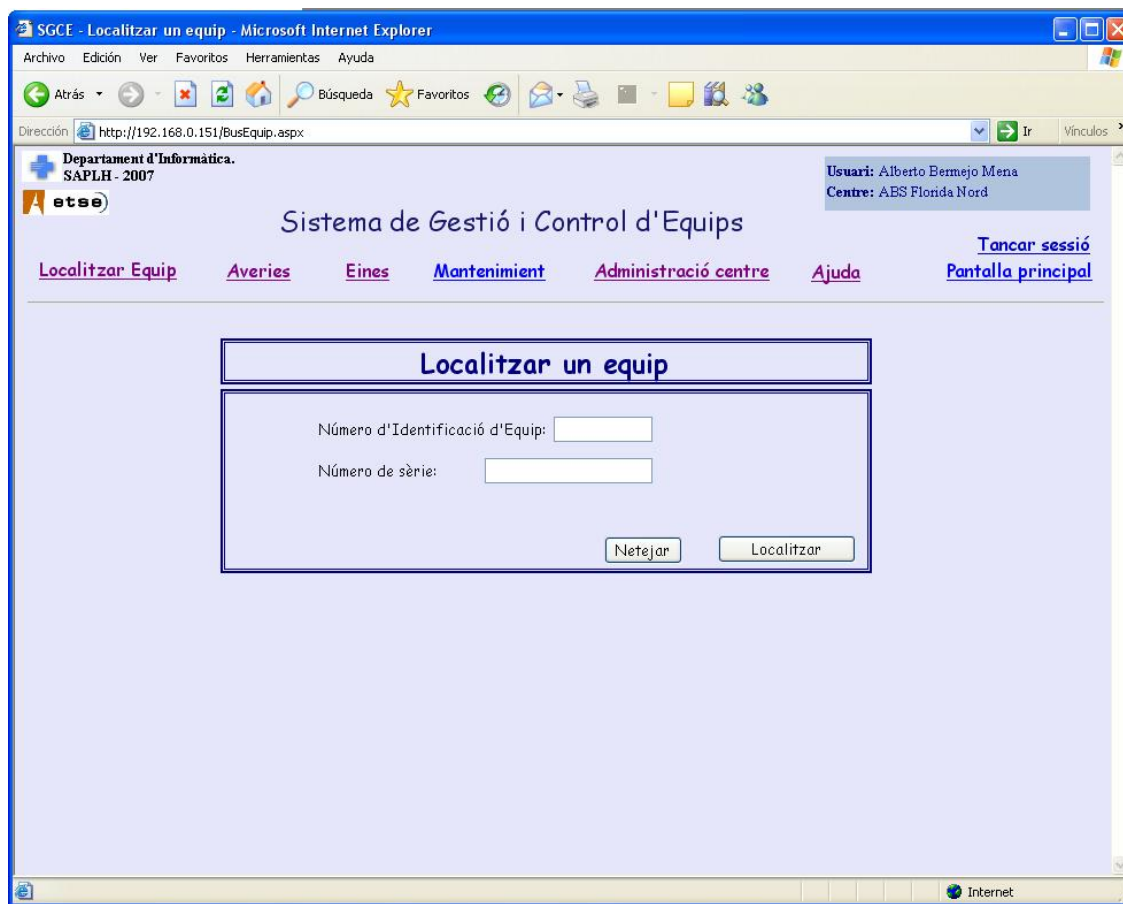 SGCE - Localitzar un equip - Microsoft Internet Explorer
Archivo Edición Ver Favoritos Herramientas Ayuda
Atrás Búsqueda Favoritos
Dirección http://192.168.0.151/BusEquip.aspx Ir Vínculos
Departament d'Informàtica.
SAPLH - 2007
etse
Usuari: Alberto Bermejo Mena
Centre: ABS Florida Nord
Sistema de Gestió i Control d'Equips
Tancar sessió
Localitzar Equip Averies Eines Mantenimient Administració centre Ajuda Pantalla principal
Localitzar un equip
Número d'Identificació d'Equip:
Número de sèrie:
Netejar Localitzar
Internet